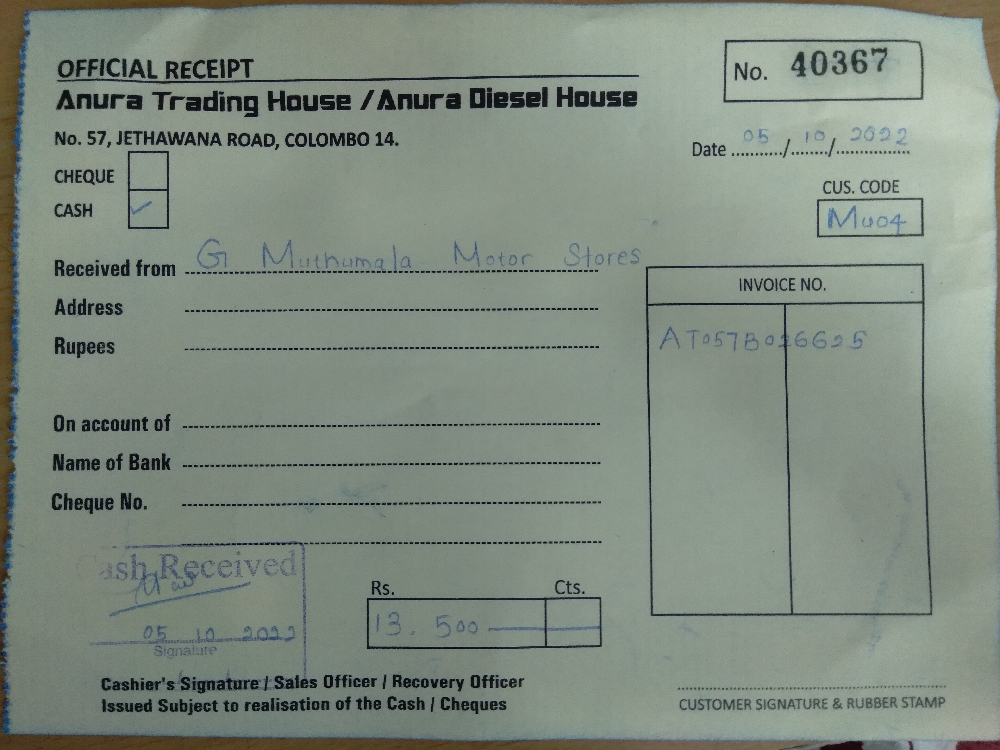 OFFICIAL RECEIPT
No. 40367
Anura Trading House / Anura Diesel House
No. 57, JETHAWANA ROAD, COLOMBO 14.
Date 05 / 10 / 2022
CHEQUE
CASH ✓
CUS. CODE
Mu04
Received from G Muthumala Motor Stores
Address
Rupees
INVOICE NO.
AT057B026625
On account of
Name of Bank
Cheque No.
Cash Received
05 10 2022
Signature
Rs. Cts.
13. 500 —
Cashier's Signature / Sales Officer / Recovery Officer
Issued Subject to realisation of the Cash / Cheques
CUSTOMER SIGNATURE & RUBBER STAMP